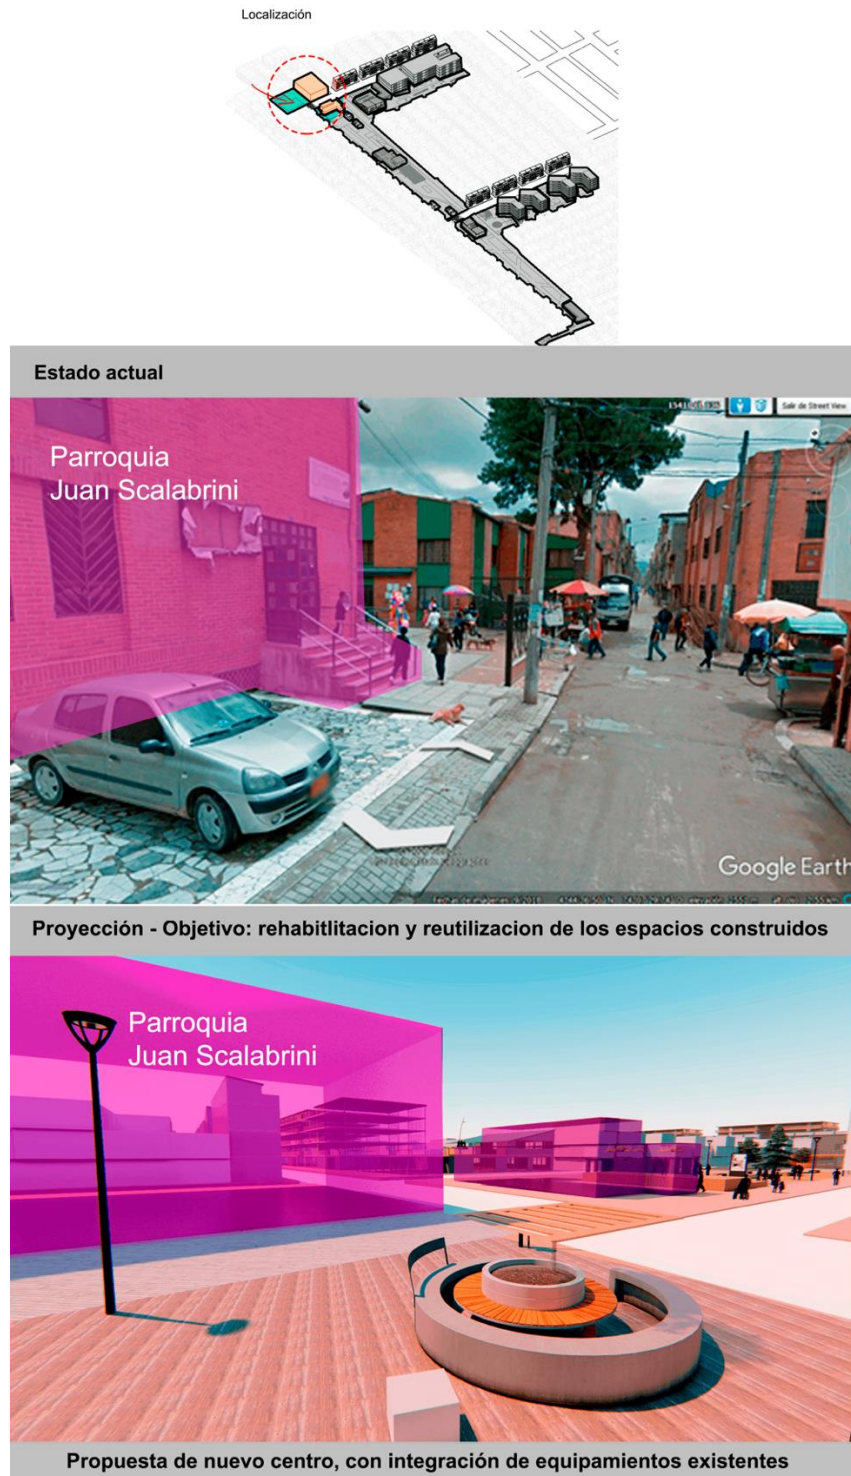 Localización
Estado actual
Salir de Street View
Parroquia
Juan Scalabrini
Google Earth
Proyección - Objetivo: rehabitlitacion y reutilizacion de los espacios construidos
Parroquia
Juan Scalabrini
Propuesta de nuevo centro, con integración de equipamientos existentes